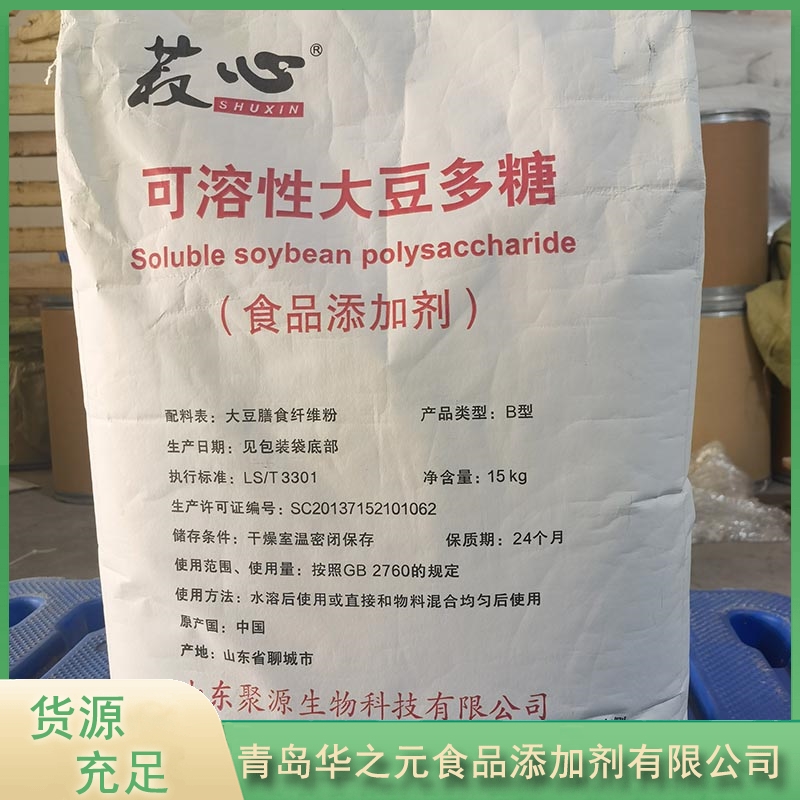 菽心®
SHUXIN
可溶性大豆多糖
Soluble soybean polysaccharide
（食品添加剂）
配料表：大豆膳食纤维粉 产品类型：B型
生产日期：见包装袋底部
执行标准：LS/T 3301 净含量：15kg
生产许可证编号：SC20137152101062
储存条件：干燥室温密闭保存 保质期：24个月
使用范围、使用量：按照GB 2760的规定
使用方法：水溶后使用或直接和物料混合均匀后使用
原产国：中国
产地：山东省聊城市
山东聚源生物科技有限公司
货源
充足
青岛华之元食品添加剂有限公司